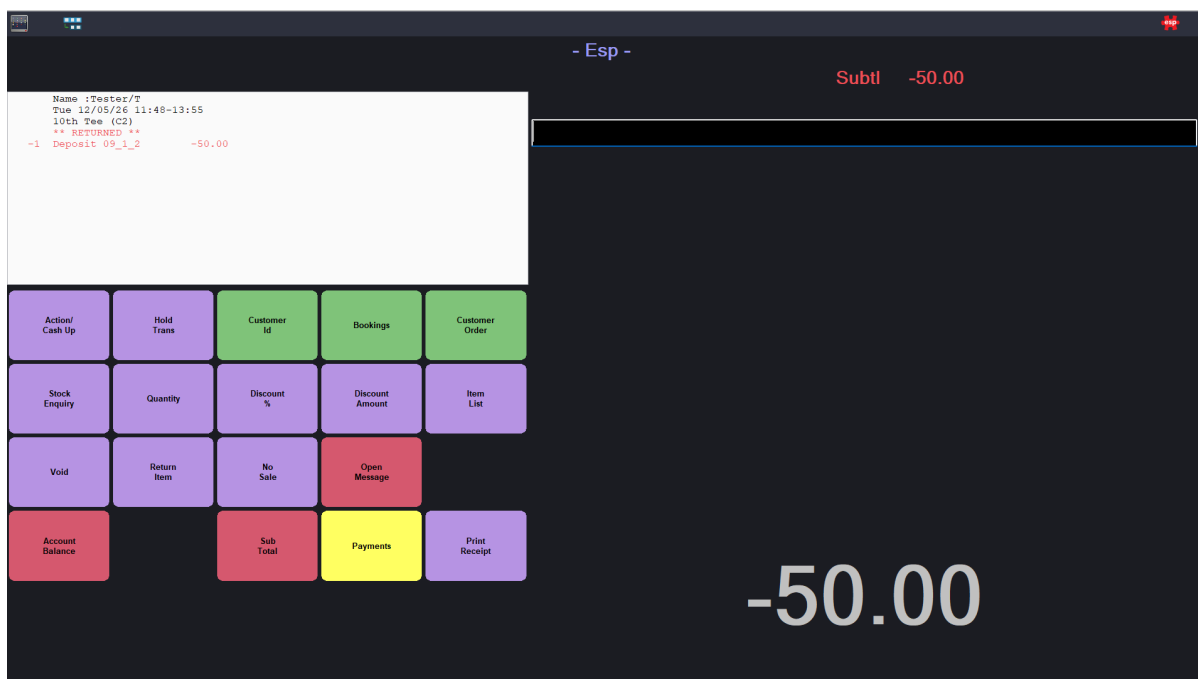 esp
- Esp -
Subtl -50.00
Name :Tester/T
Tue 12/05/26 11:48-13:55
10th Tee (C2)
** RETURNED **
-1 Deposit 09_1_2 -50.00
Action/
Cash Up
Hold
Trans
Customer
Id
Bookings
Customer
Order
Stock
Enquiry
Quantity
Discount
%
Discount
Amount
Item
List
Void
Return
Item
No
Sale
Open
Message
Account
Balance
Sub
Total
Payments
Print
Receipt
-50.00